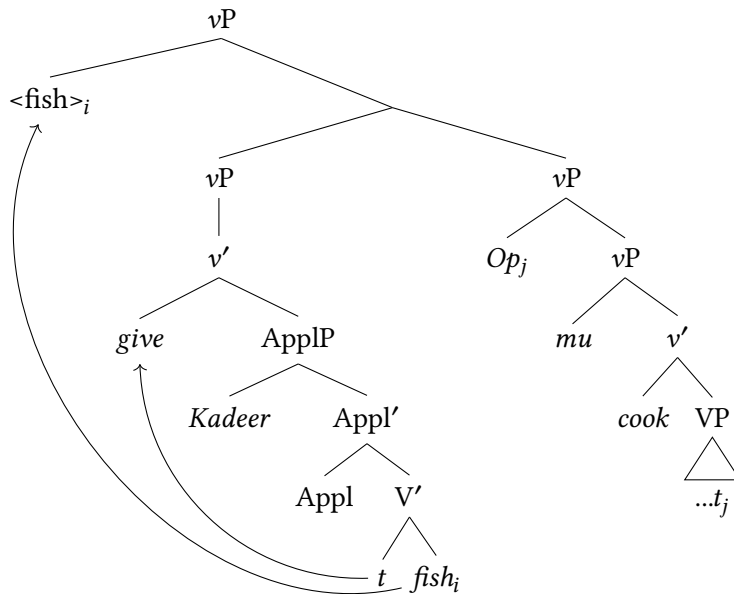 vP
<fish>i
vP vP
v′ Opj vP
give ApplP mu v′
Kadeer Appl′ cook VP
Appl V′ ...tj
t fishi